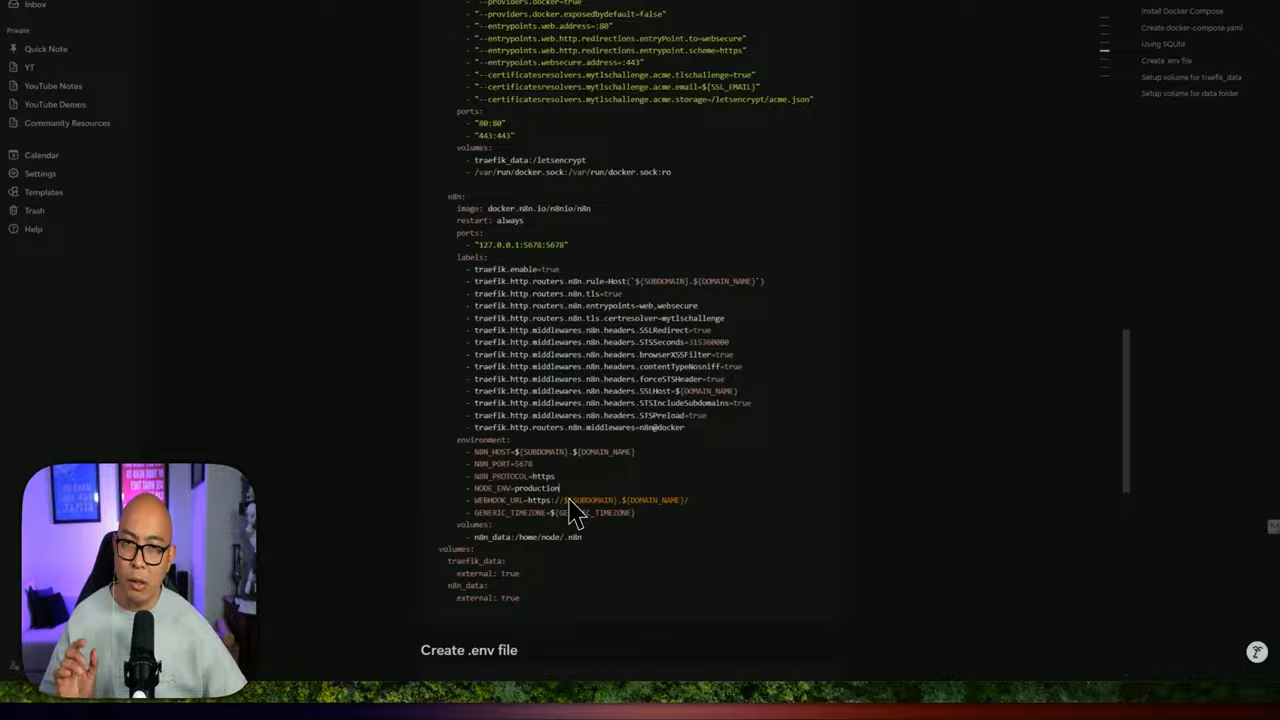 Inbox
Private
Quick Note
YT
YouTube Notes
YouTube Demos
Community Resources
Calendar
Settings
Templates
Trash
Help
- "--providers.docker=true"
- "--providers.docker.exposedbydefault=false"
- "--entrypoints.web.address=:80"
- "--entrypoints.web.http.redirections.entryPoint.to=websecure"
- "--entrypoints.web.http.redirections.entrypoint.scheme=https"
- "--entrypoints.websecure.address=:443"
- "--certificatesresolvers.mytlschallenge.acme.tlschallenge=true"
- "--certificatesresolvers.mytlschallenge.acme.email=${SSL_EMAIL}"
- "--certificatesresolvers.mytlschallenge.acme.storage=/letsencrypt/acme.json"
ports:
- "80:80"
- "443:443"
volumes:
- traefik_data:/letsencrypt
- /var/run/docker.sock:/var/run/docker.sock:ro
n8n:
image: docker.n8n.io/n8nio/n8n
restart: always
ports:
- "127.0.0.1:5678:5678"
labels:
- traefik.enable=true
- traefik.http.routers.n8n.rule=Host(`${SUBDOMAIN}.${DOMAIN_NAME}`)
- traefik.http.routers.n8n.tls=true
- traefik.http.routers.n8n.entrypoints=web,websecure
- traefik.http.routers.n8n.tls.certresolver=mytlschallenge
- traefik.http.middlewares.n8n.headers.SSLRedirect=true
- traefik.http.middlewares.n8n.headers.STSSeconds=315360000
- traefik.http.middlewares.n8n.headers.browserXSSFilter=true
- traefik.http.middlewares.n8n.headers.contentTypeNosniff=true
- traefik.http.middlewares.n8n.headers.forceSTSHeader=true
- traefik.http.middlewares.n8n.headers.SSLHost=${DOMAIN_NAME}
- traefik.http.middlewares.n8n.headers.STSIncludeSubdomains=true
- traefik.http.middlewares.n8n.headers.STSPreload=true
- traefik.http.routers.n8n.middlewares=n8n@docker
environment:
- N8N_HOST=${SUBDOMAIN}.${DOMAIN_NAME}
- N8N_PORT=5678
- N8N_PROTOCOL=https
- NODE_ENV=production
- WEBHOOK_URL=https://${SUBDOMAIN}.${DOMAIN_NAME}/
- GENERIC_TIMEZONE=${GENERIC_TIMEZONE}
volumes:
- n8n_data:/home/node/.n8n
volumes:
traefik_data:
external: true
n8n_data:
external: true
Create .env file
Install Docker Compose
Create docker-compose.yaml
Using SQLite
Create .env file
Setup volume for traefik_data
Setup volume for data folder